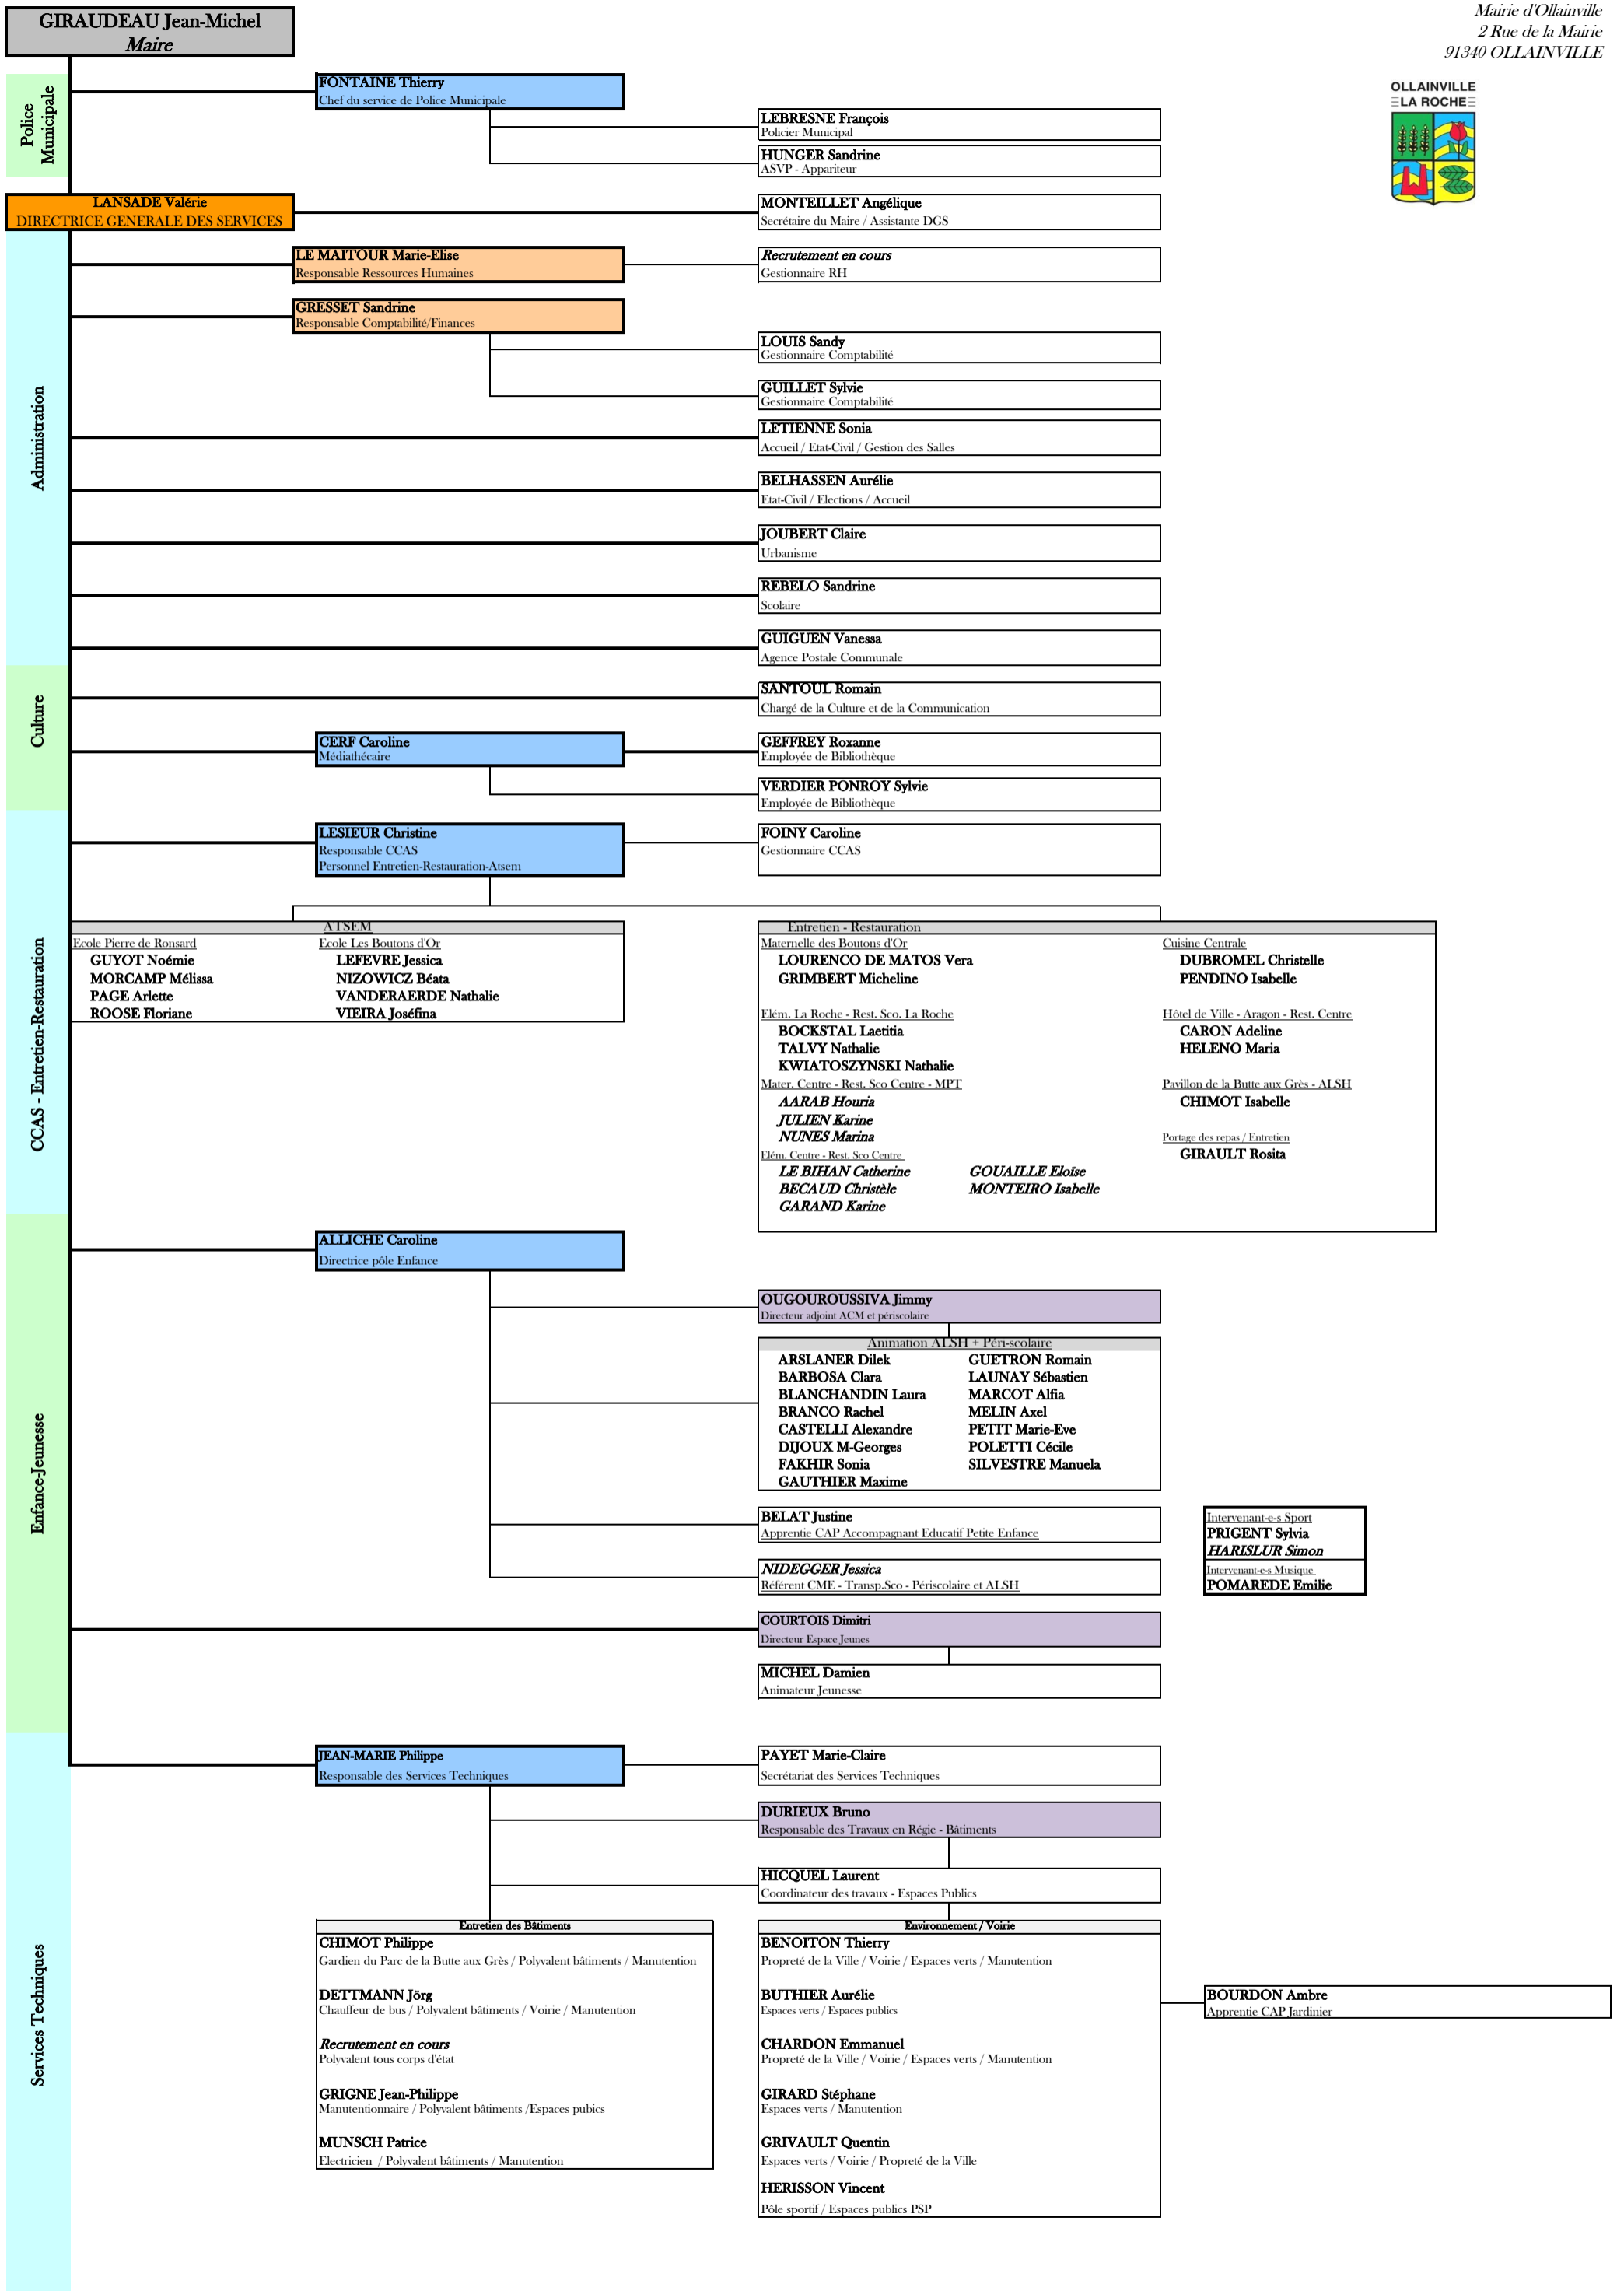 GIRAUDEAU Jean-Michel
Maire
Mairie d'Ollainville
2 Rue de la Mairie
91340 OLLAINVILLE
OLLAINVILLE
LA ROCHE
Police
Municipale
FONTAINE Thierry
Chef du service de Police Municipale
LEBRESNE François
Policier Municipal
HUNGER Sandrine
ASVP - Appariteur
LANSADE Valérie
DIRECTRICE GENERALE DES SERVICES
MONTEILLET Angélique
Secrétaire du Maire / Assistante DGS
Administration
LE MAITOUR Marie-Elise
Responsable Ressources Humaines
Recrutement en cours
Gestionnaire RH
GRESSET Sandrine
Responsable Comptabilité/Finances
LOUIS Sandy
Gestionnaire Comptabilité
GUILLET Sylvie
Gestionnaire Comptabilité
LETIENNE Sonia
Accueil / Etat-Civil / Gestion des Salles
BELHASSEN Aurélie
Etat-Civil / Elections / Accueil
JOUBERT Claire
Urbanisme
REBELO Sandrine
Scolaire
GUIGUEN Vanessa
Agence Postale Communale
Culture
SANTOUL Romain
Chargé de la Culture et de la Communication
CERF Caroline
Médiathécaire
GEFFREY Roxanne
Employée de Bibliothèque
VERDIER PONROY Sylvie
Employée de Bibliothèque
CCAS - Entretien-Restauration
LESIEUR Christine
Responsable CCAS
Personnel Entretien-Restauration-Atsem
FOINY Caroline
Gestionnaire CCAS
ATSEM
Ecole Pierre de Ronsard
GUYOT Noémie
MORCAMP Mélissa
PAGE Arlette
ROOSE Floriane
Ecole Les Boutons d'Or
LEFEVRE Jessica
NIZOWICZ Béata
VANDERAERDE Nathalie
VIEIRA Joséfina
Entretien - Restauration
Maternelle des Boutons d'Or
LOURENCO DE MATOS Vera
GRIMBERT Micheline
Elém. La Roche - Rest. Sco. La Roche
BOCKSTAL Laetitia
TALVY Nathalie
KWIATOSZYNSKI Nathalie
Mater. Centre - Rest. Sco Centre - MPT
AARAB Houria
JULIEN Karine
NUNES Marina
Elém. Centre - Rest. Sco Centre
LE BIHAN Catherine
BECAUD Christèle
GARAND Karine
GOUAILLE Eloïse
MONTEIRO Isabelle
Cuisine Centrale
DUBROMEL Christelle
PENDINO Isabelle
Hôtel de Ville - Aragon - Rest. Centre
CARON Adeline
HELENO Maria
Pavillon de la Butte aux Grès - ALSH
CHIMOT Isabelle
Portage des repas / Entretien
GIRAULT Rosita
Enfance-Jeunesse
ALLICHE Caroline
Directrice pôle Enfance
OUGOUROUSSIVA Jimmy
Directeur adjoint ACM et périscolaire
Animation ALSH + Péri-scolaire
ARSLANER Dilek
BARBOSA Clara
BLANCHANDIN Laura
BRANCO Rachel
CASTELLI Alexandre
DIJOUX M-Georges
FAKHIR Sonia
GAUTHIER Maxime
GUETRON Romain
LAUNAY Sébastien
MARCOT Alfia
MELIN Axel
PETIT Marie-Eve
POLETTI Cécile
SILVESTRE Manuela
BELAT Justine
Apprentie CAP Accompagnant Educatif Petite Enfance
NIDEGGER Jessica
Référent CME - Transp.Sco - Périscolaire et ALSH
Intervenant-e-s Sport
PRIGENT Sylvia
HARISLUR Simon
Intervenant-e-s Musique
POMAREDE Emilie
COURTOIS Dimitri
Directeur Espace Jeunes
MICHEL Damien
Animateur Jeunesse
Services Techniques
JEAN-MARIE Philippe
Responsable des Services Techniques
PAYET Marie-Claire
Secrétariat des Services Techniques
DURIEUX Bruno
Responsable des Travaux en Régie - Bâtiments
HICQUEL Laurent
Coordinateur des travaux - Espaces Publics
Entretien des Bâtiments
CHIMOT Philippe
Gardien du Parc de la Butte aux Grès / Polyvalent bâtiments / Manutention
DETTMANN Jörg
Chauffeur de bus / Polyvalent bâtiments / Voirie / Manutention
Recrutement en cours
Polyvalent tous corps d'état
GRIGNE Jean-Philippe
Manutentionnaire / Polyvalent bâtiments /Espaces pubics
MUNSCH Patrice
Electricien / Polyvalent bâtiments / Manutention
Environnement / Voirie
BENOITON Thierry
Propreté de la Ville / Voirie / Espaces verts / Manutention
BUTHIER Aurélie
Espaces verts / Espaces publics
CHARDON Emmanuel
Propreté de la Ville / Voirie / Espaces verts / Manutention
GIRARD Stéphane
Espaces verts / Manutention
GRIVAULT Quentin
Espaces verts / Voirie / Propreté de la Ville
HERISSON Vincent
Pôle sportif / Espaces publics PSP
BOURDON Ambre
Apprentie CAP Jardinier